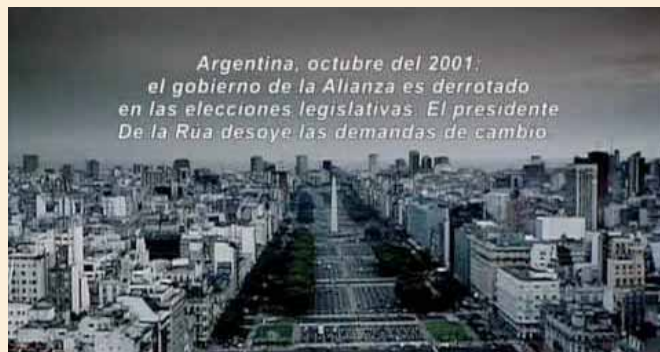 Argentina, octubre del 2001:
el gobierno de la Alianza es derrotado
en las elecciones legislativas. El presidente
De la Rúa desoye las demandas de cambio